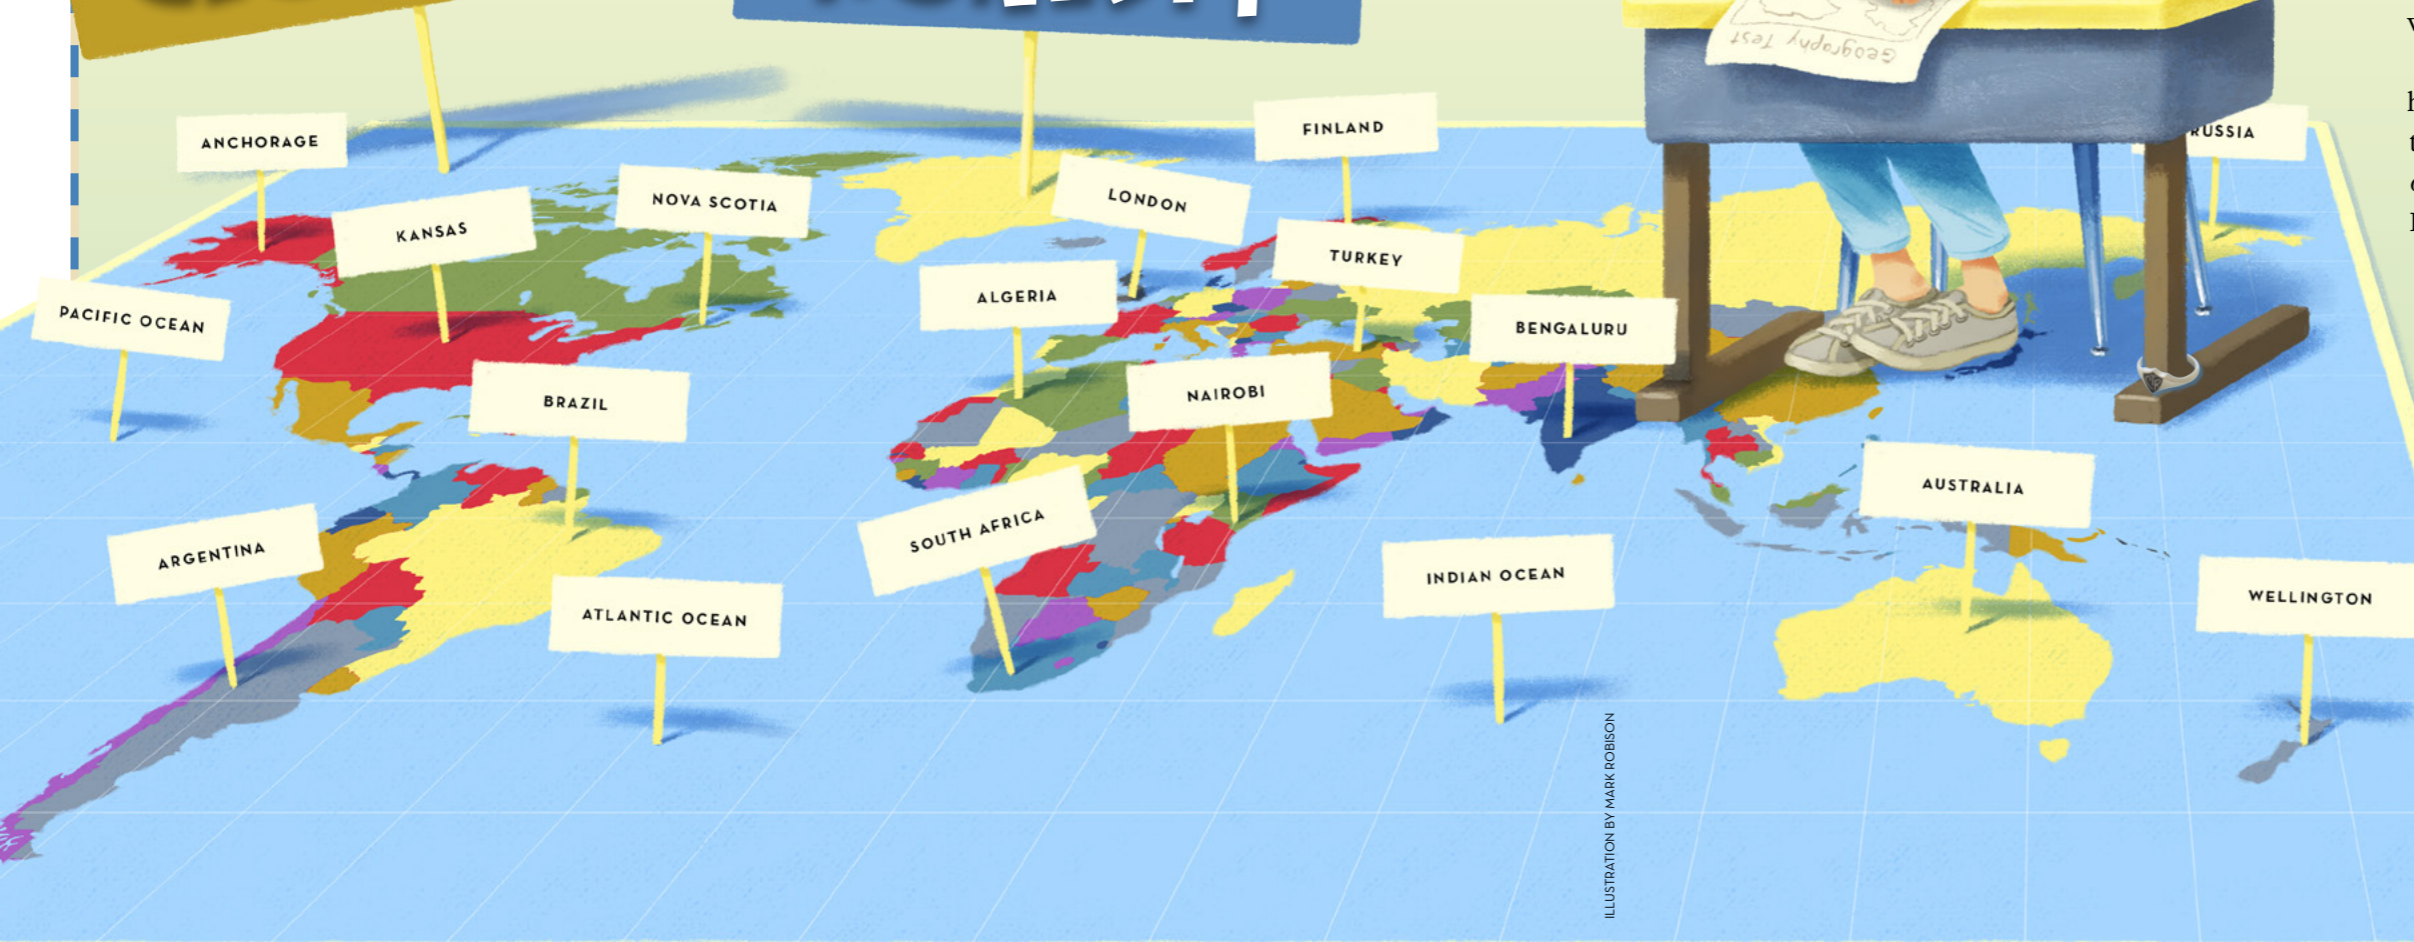 Geography Test
ANCHORAGE
FINLAND
RUSSIA
KANSAS
NOVA SCOTIA
LONDON
TURKEY
PACIFIC OCEAN
ALGERIA
BENGALURU
BRAZIL
NAIROBI
AUSTRALIA
ARGENTINA
SOUTH AFRICA
ATLANTIC OCEAN
INDIAN OCEAN
WELLINGTON
ILLUSTRATION BY MARK ROBISON